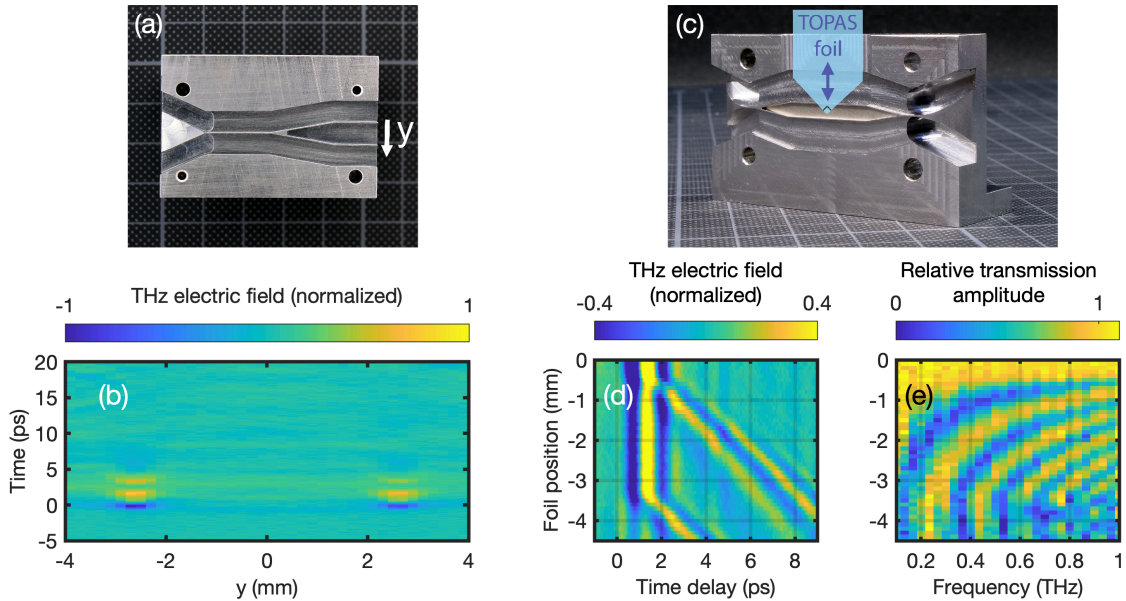 (a)
y
(c)
TOPAS
foil
THz electric field (normalized)
-1 1
20
15
10
5
0
-5
Time (ps)
(b)
-4 -2 0 2 4
y (mm)
THz electric field
(normalized)
-0.4 0.4
0
-1
-2
-3
-4
Foil position (mm)
(d)
0 2 4 6 8
Time delay (ps)
Relative transmission
amplitude
0 1
0
-1
-2
-3
-4
(e)
0.2 0.4 0.6 0.8 1
Frequency (THz)